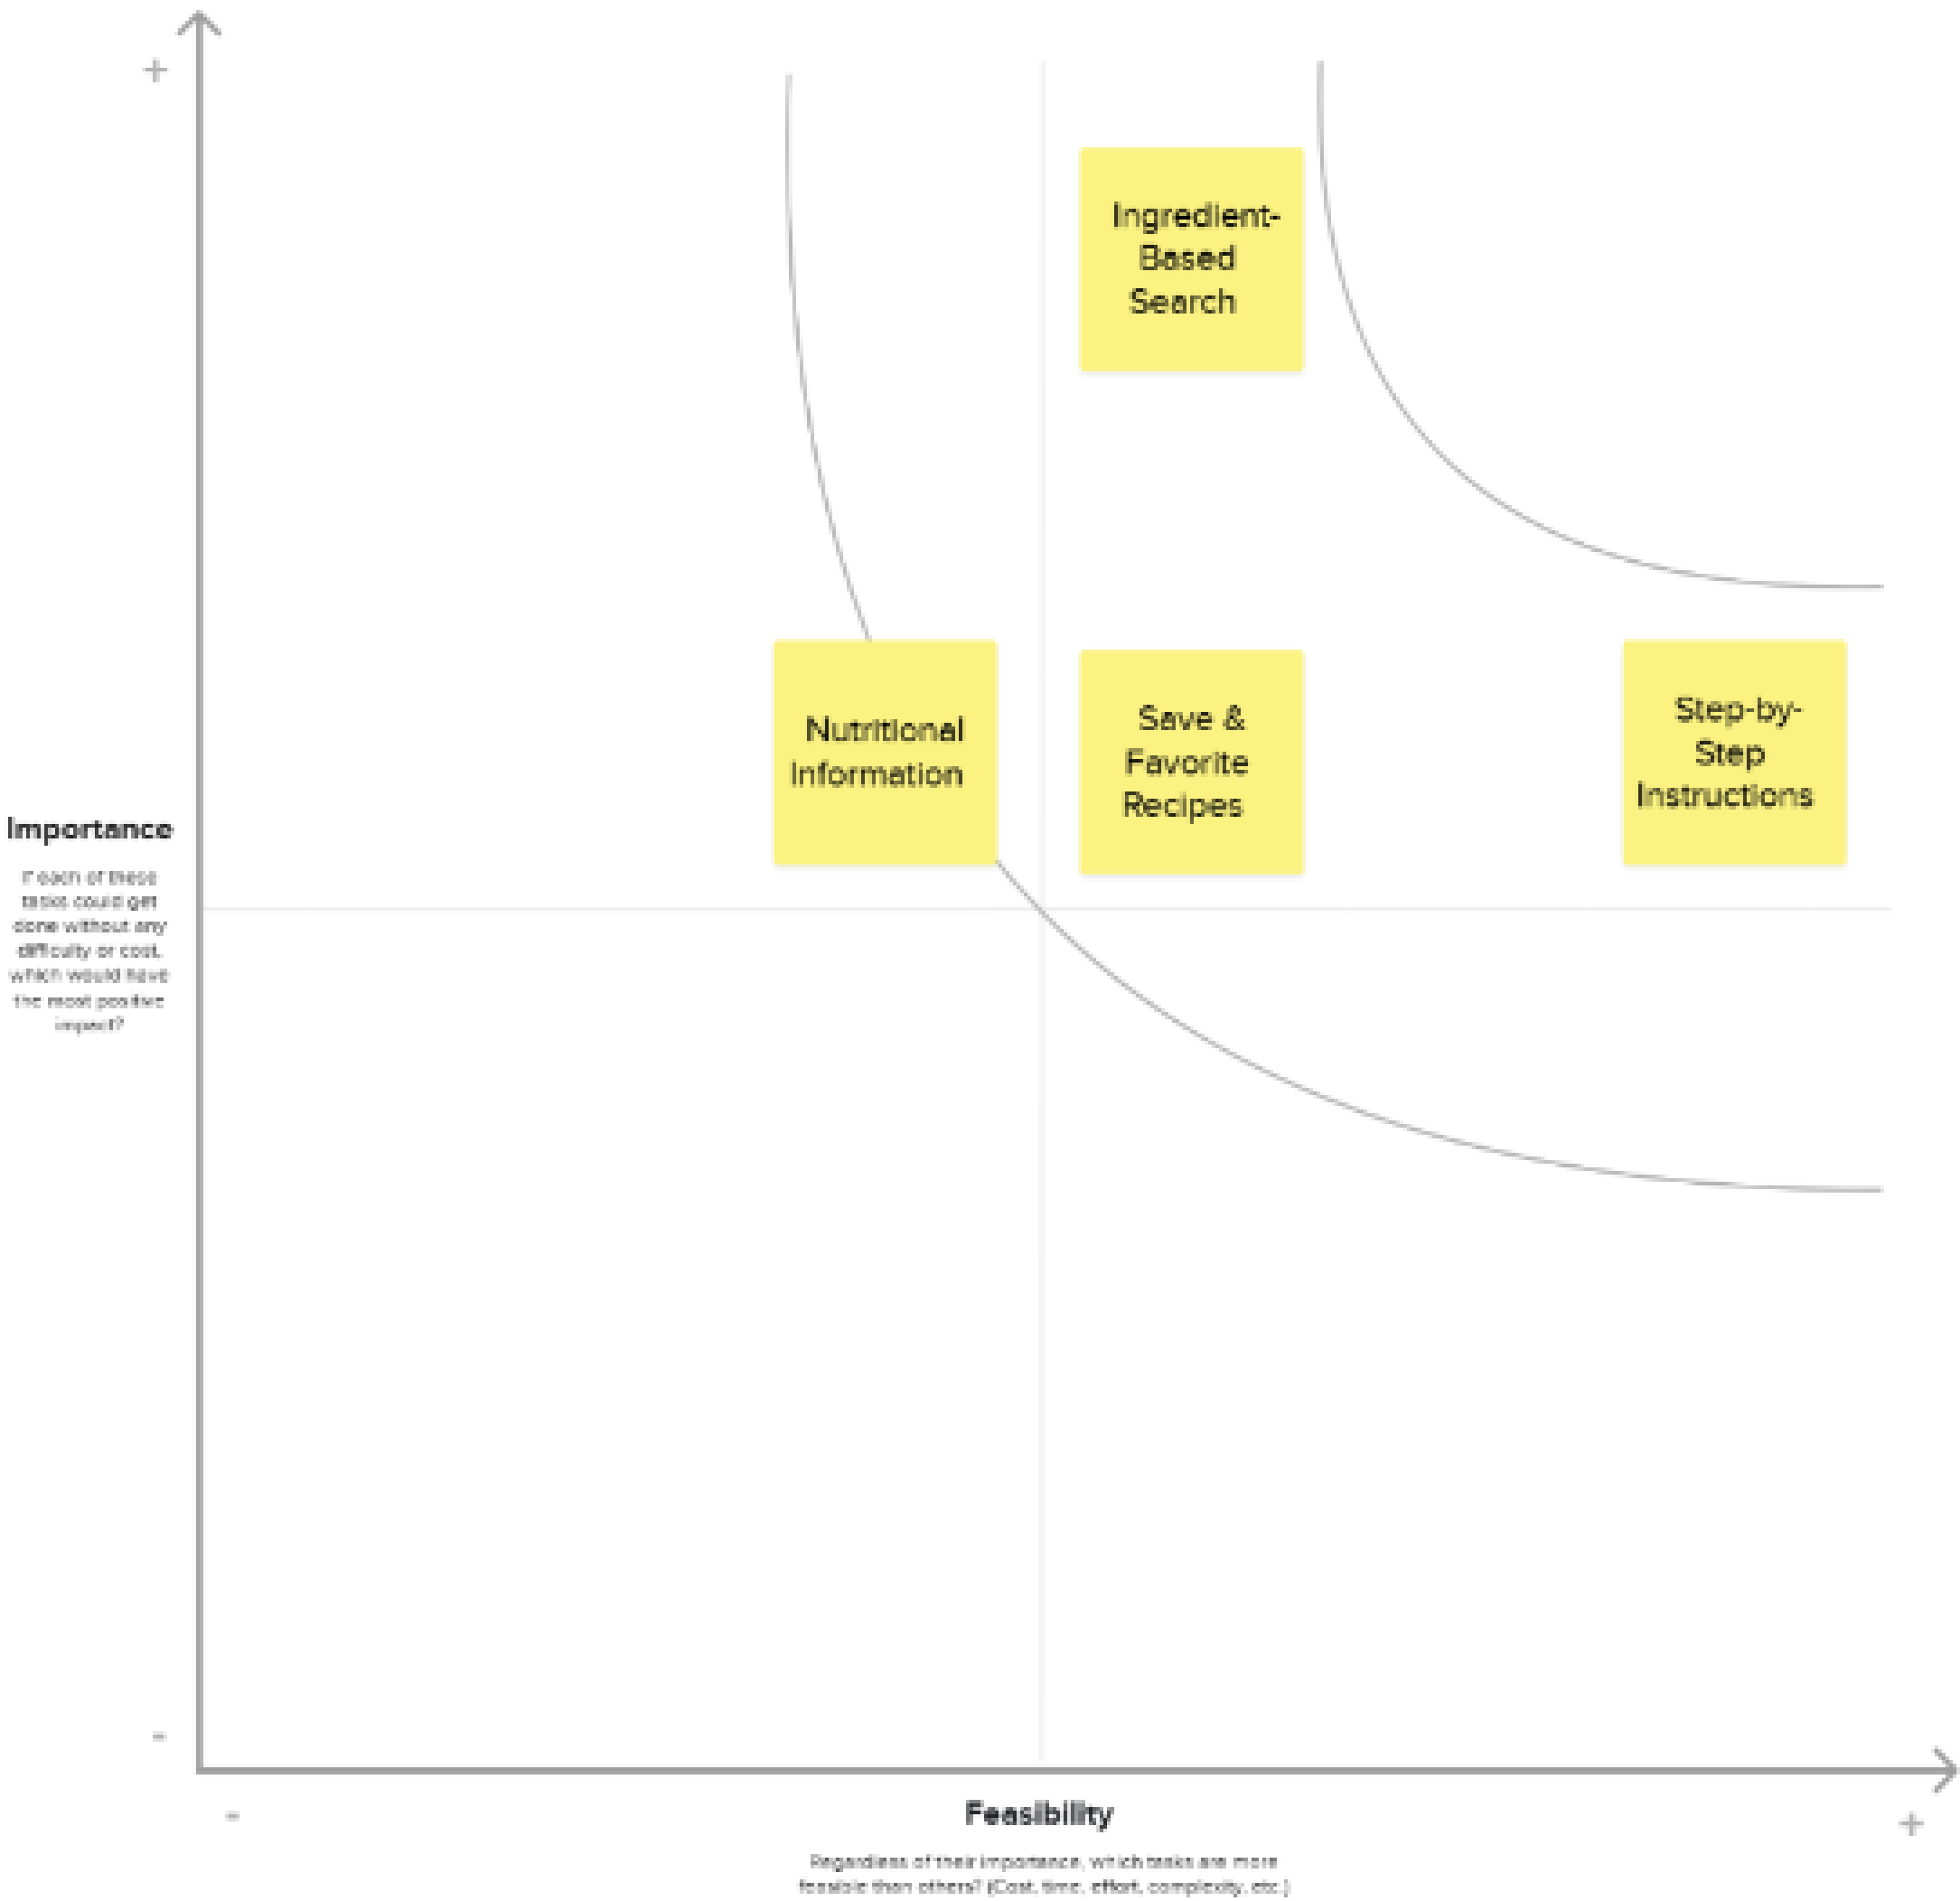 +
Ingredient-
Based
Search
Nutritional
Information
Save &
Favorite
Recipes
Step-by-
Step
Instructions
Importance
If each of these
tasks could get
done without any
difficulty or cost,
which would have
the most positive
impact?
-
-
Feasibility
+
Regardless of their importance, which tasks are more
feasible than others? (Cost, time, effort, complexity, etc.)